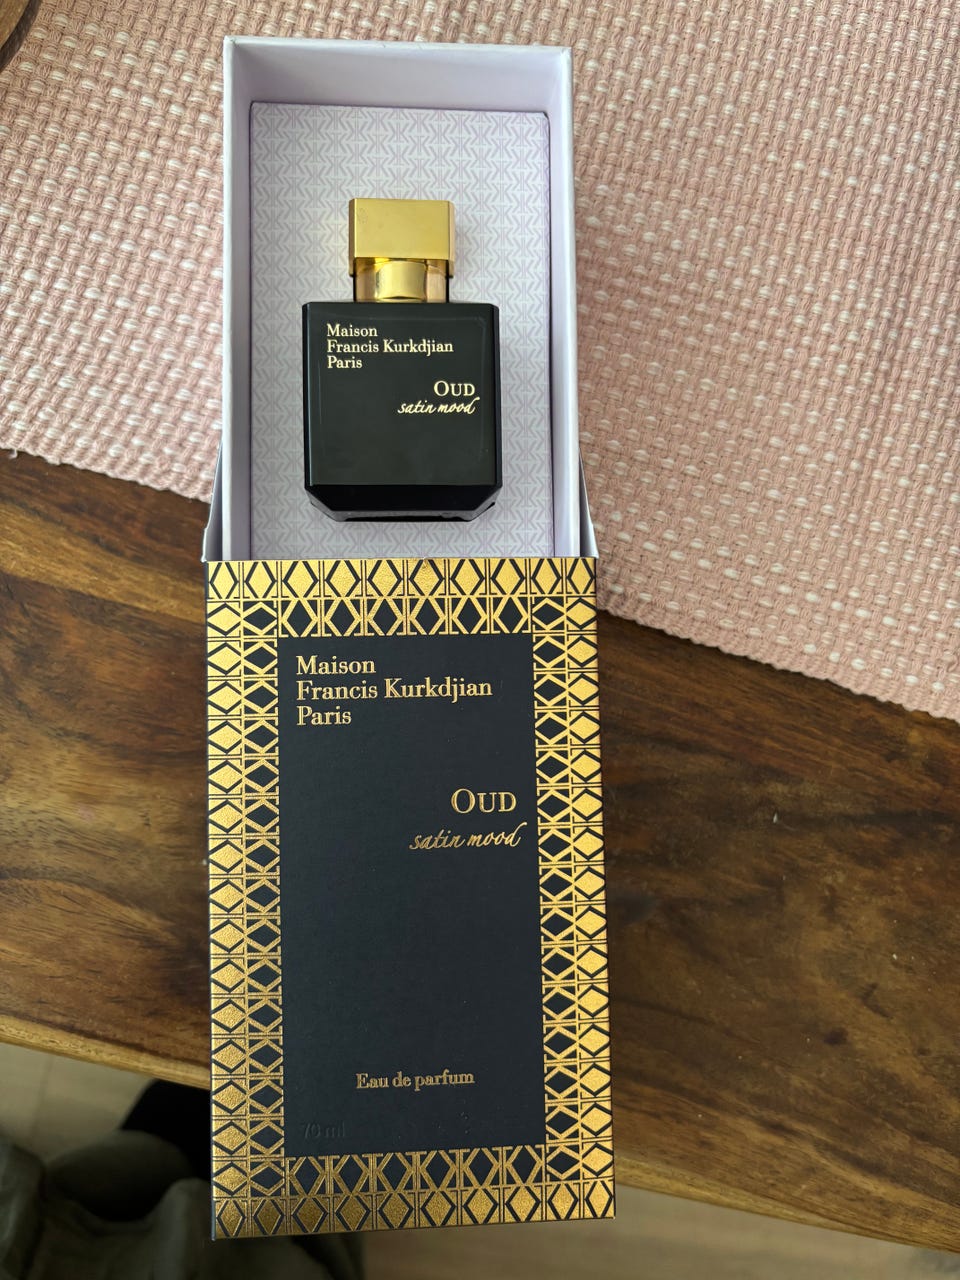 Maison
Francis Kurkdjian
Paris
OUD
satin mood
Maison
Francis Kurkdjian
Paris
OUD
satin mood
Eau de parfum
70 ml